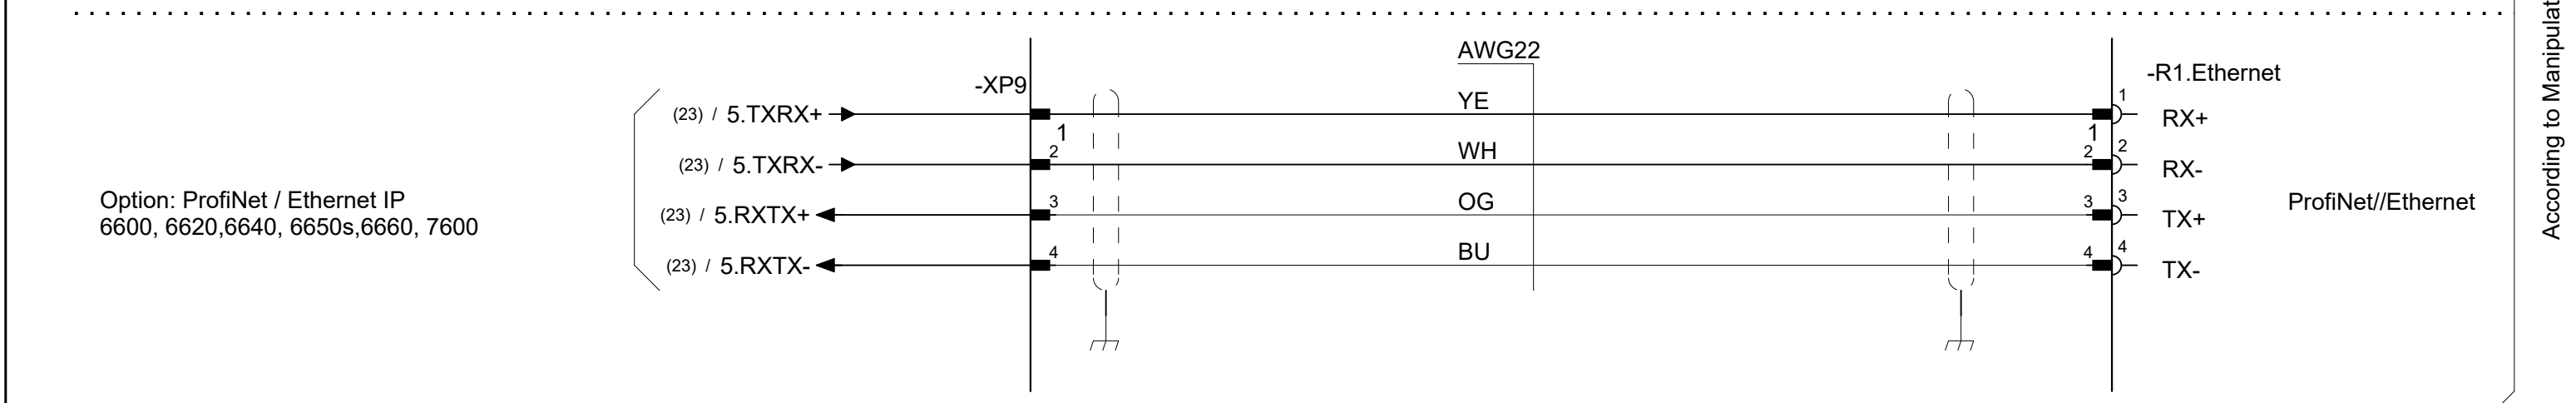 AWG22
-R1.Ethernet
-XP9
(23) / 5.TXRX+
YE
1
RX+
1
1
(23) / 5.TXRX-
2
WH
2
2
RX-
Option: ProfiNet / Ethernet IP
6600, 6620,6640, 6650s,6660, 7600
(23) / 5.RXTX+
3
OG
3
3
TX+
ProfiNet//Ethernet
(23) / 5.RXTX-
4
BU
4
4
TX-
According to Manipulat